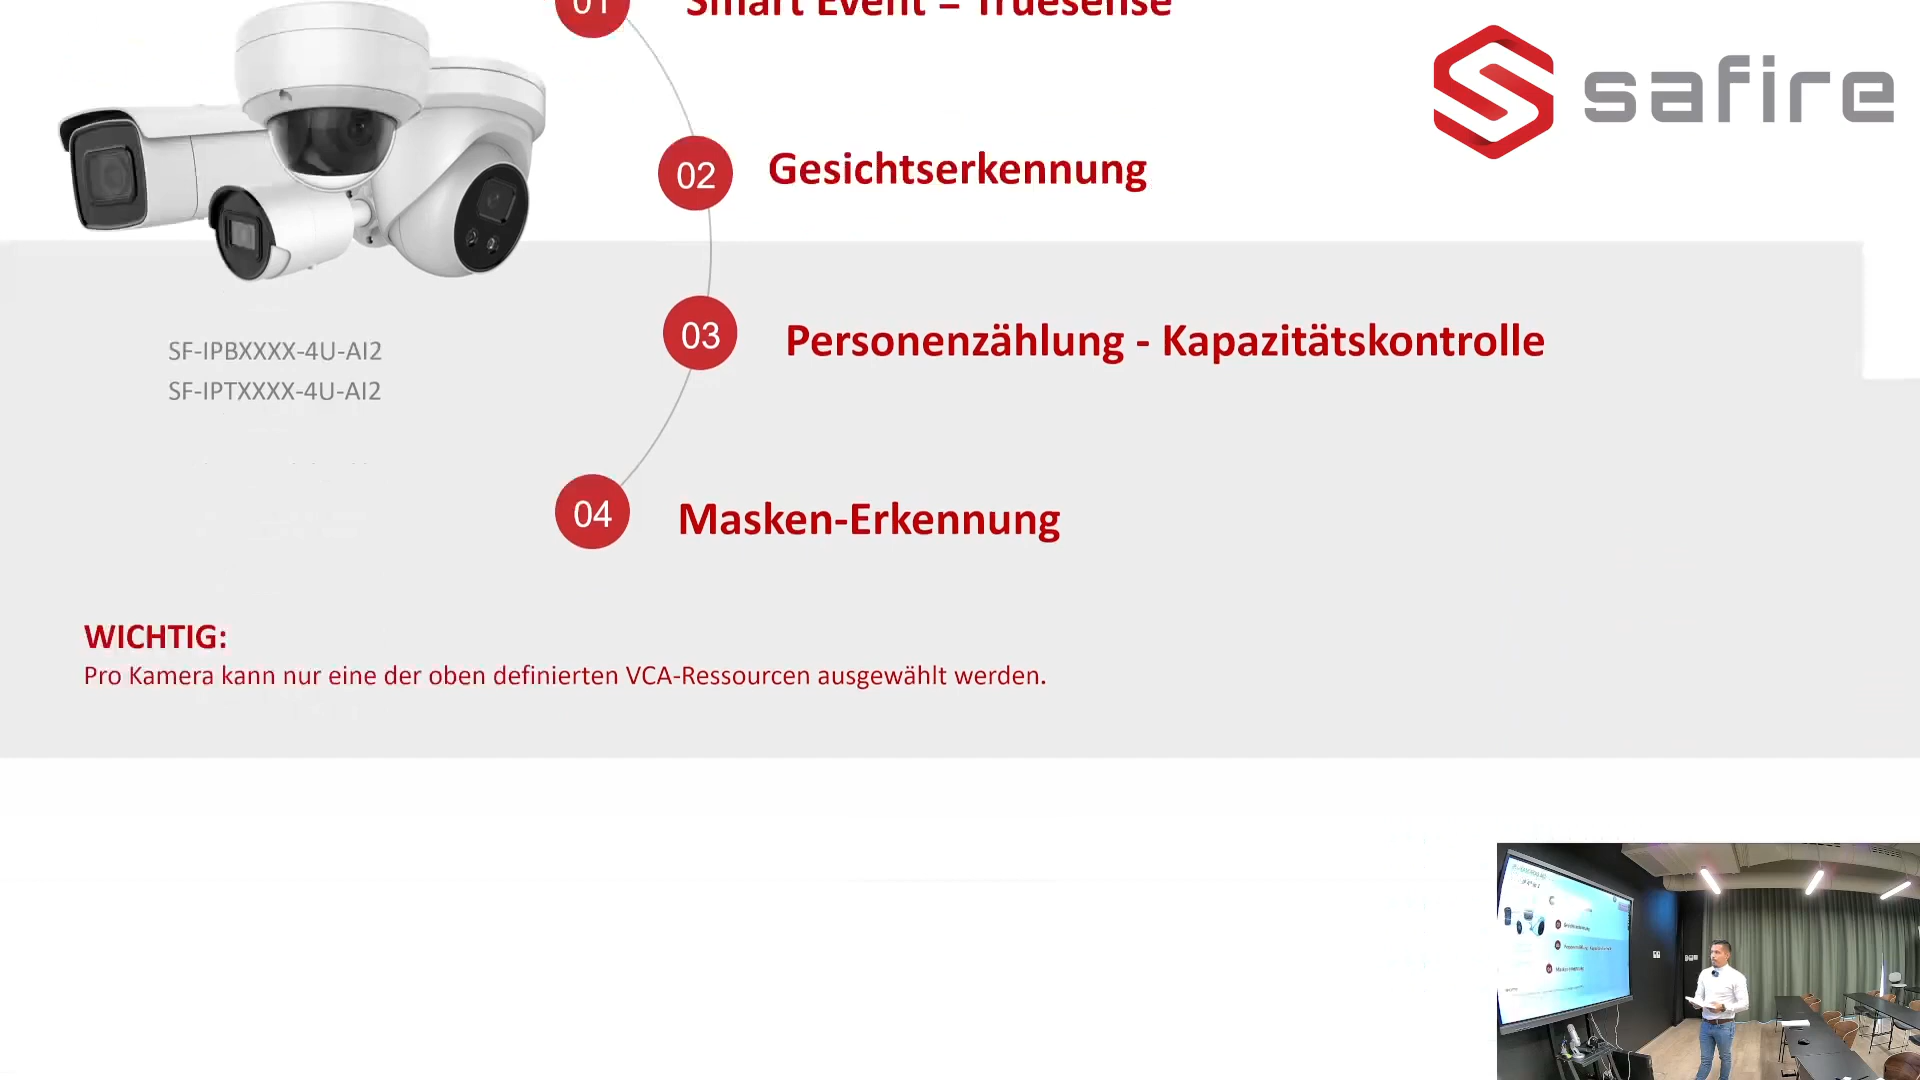 01 Smart Event = Truesense
safire
02 Gesichtserkennung
03 Personenzählung - Kapazitätskontrolle
SF-IPBXXXX-4U-AI2
SF-IPTXXXX-4U-AI2
04 Masken-Erkennung
WICHTIG:
Pro Kamera kann nur eine der oben definierten VCA-Ressourcen ausgewählt werden.